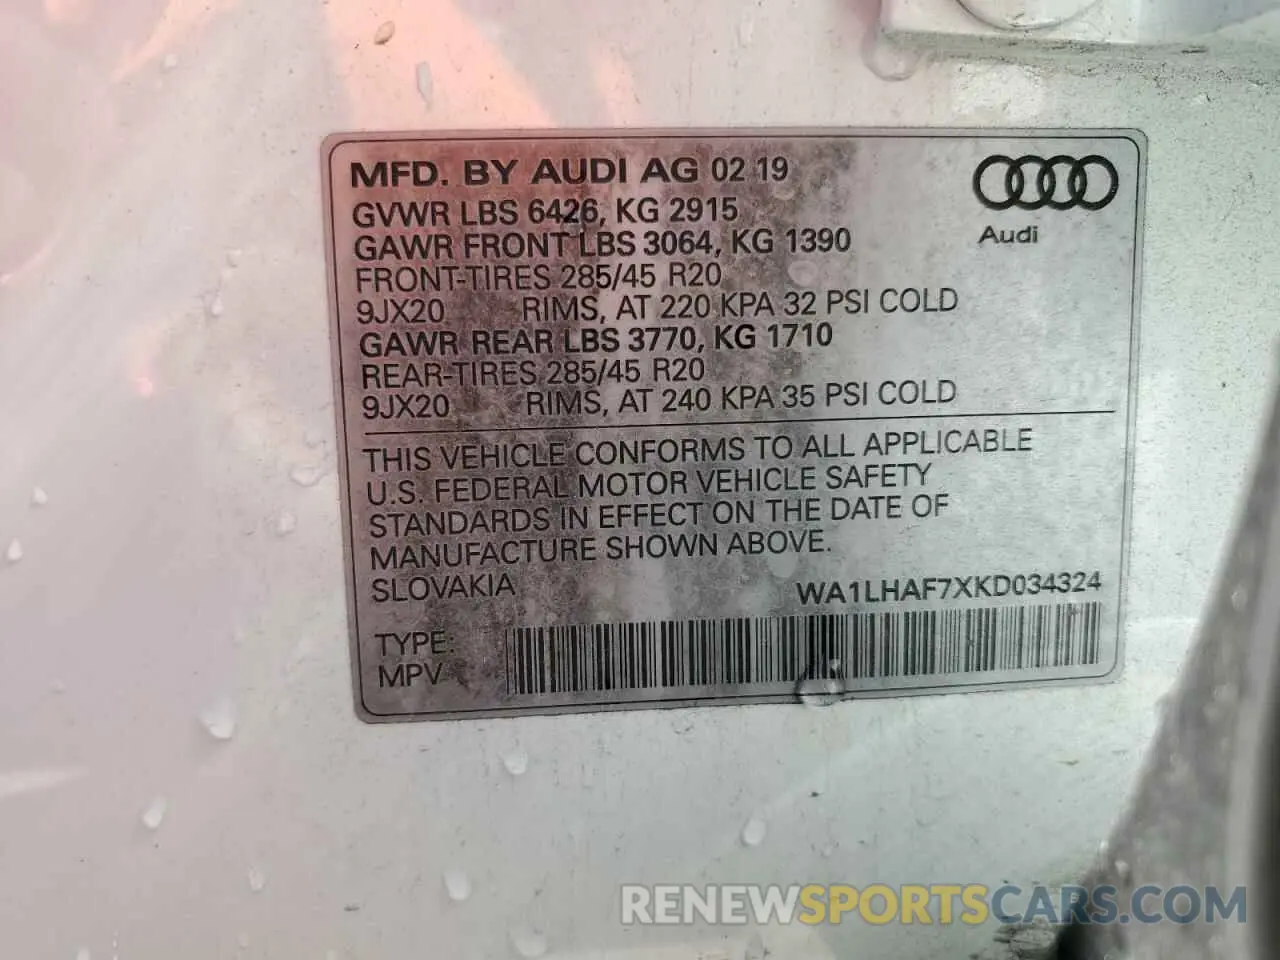 MFD. BY AUDI AG 02 19
GVWR LBS 6426, KG 2915
GAWR FRONT LBS 3064, KG 1390
FRONT-TIRES 285/45 R20
9JX20 RIMS, AT 220 KPA 32 PSI COLD
GAWR REAR LBS 3770, KG 1710
REAR-TIRES 285/45 R20
9JX20 RIMS, AT 240 KPA 35 PSI COLD
Audi
THIS VEHICLE CONFORMS TO ALL APPLICABLE
U.S. FEDERAL MOTOR VEHICLE SAFETY
STANDARDS IN EFFECT ON THE DATE OF
MANUFACTURE SHOWN ABOVE.
SLOVAKIA WA1LHAF7XKD034324
TYPE:
MPV
RENEWSPORTSCARS.COM